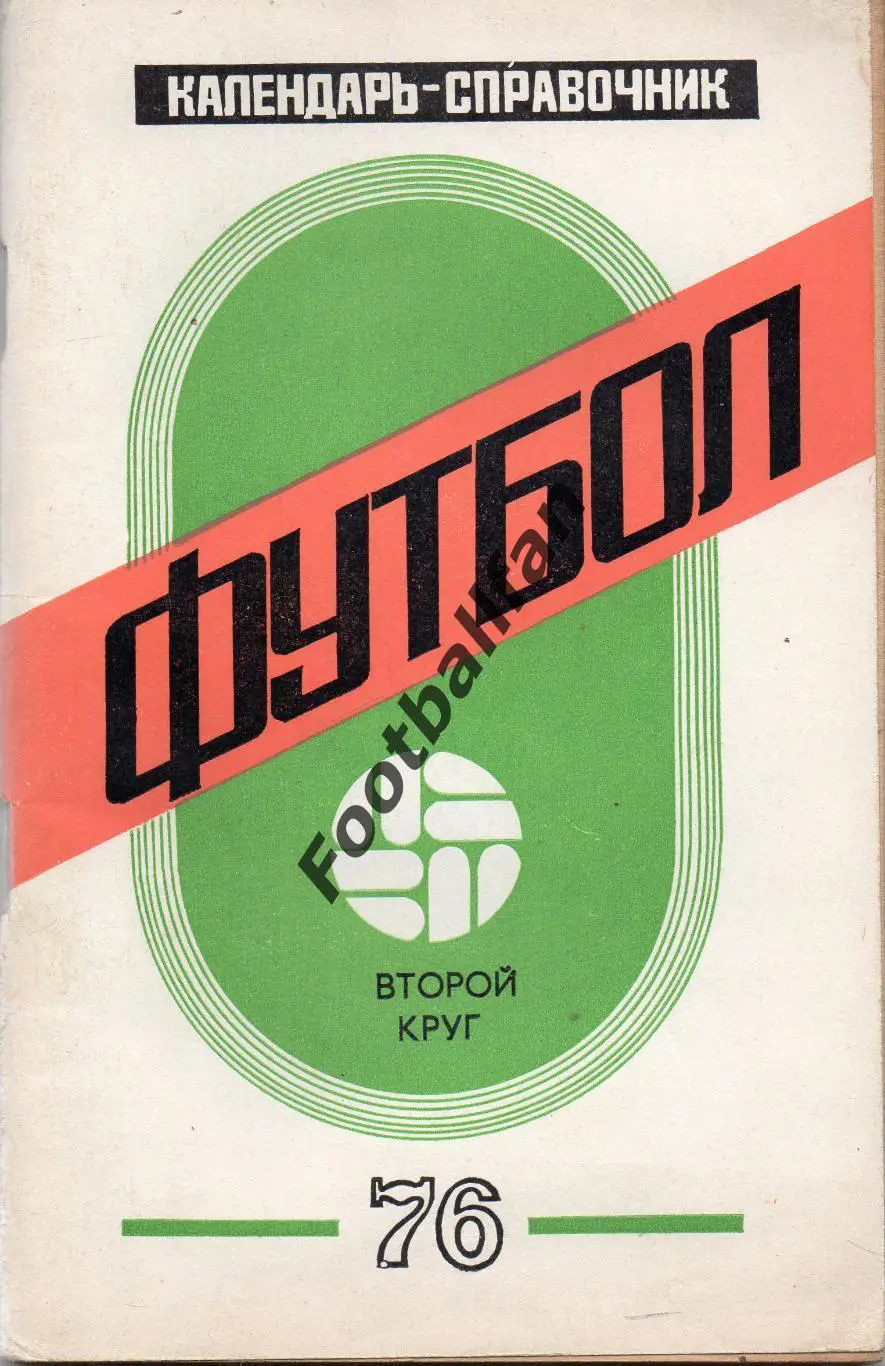 КАЛЕНДАРЬ-СПРАВОЧНИК
ФУТБОЛ
Footballfan
ВТОРОЙ
КРУГ
76